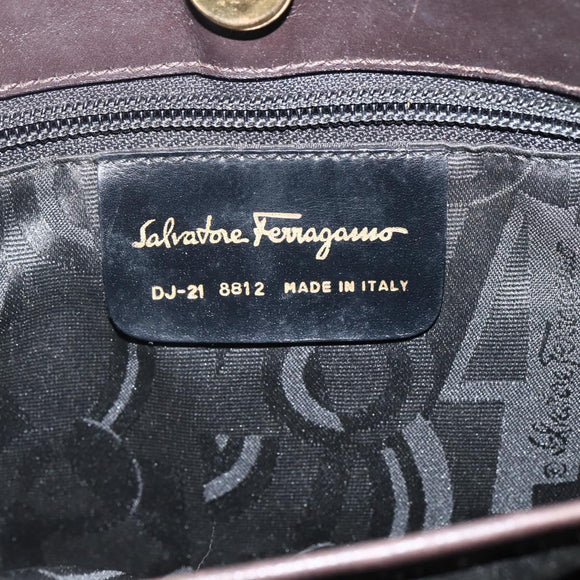 Salvatore Ferragamo
DJ-21 8812 MADE IN ITALY